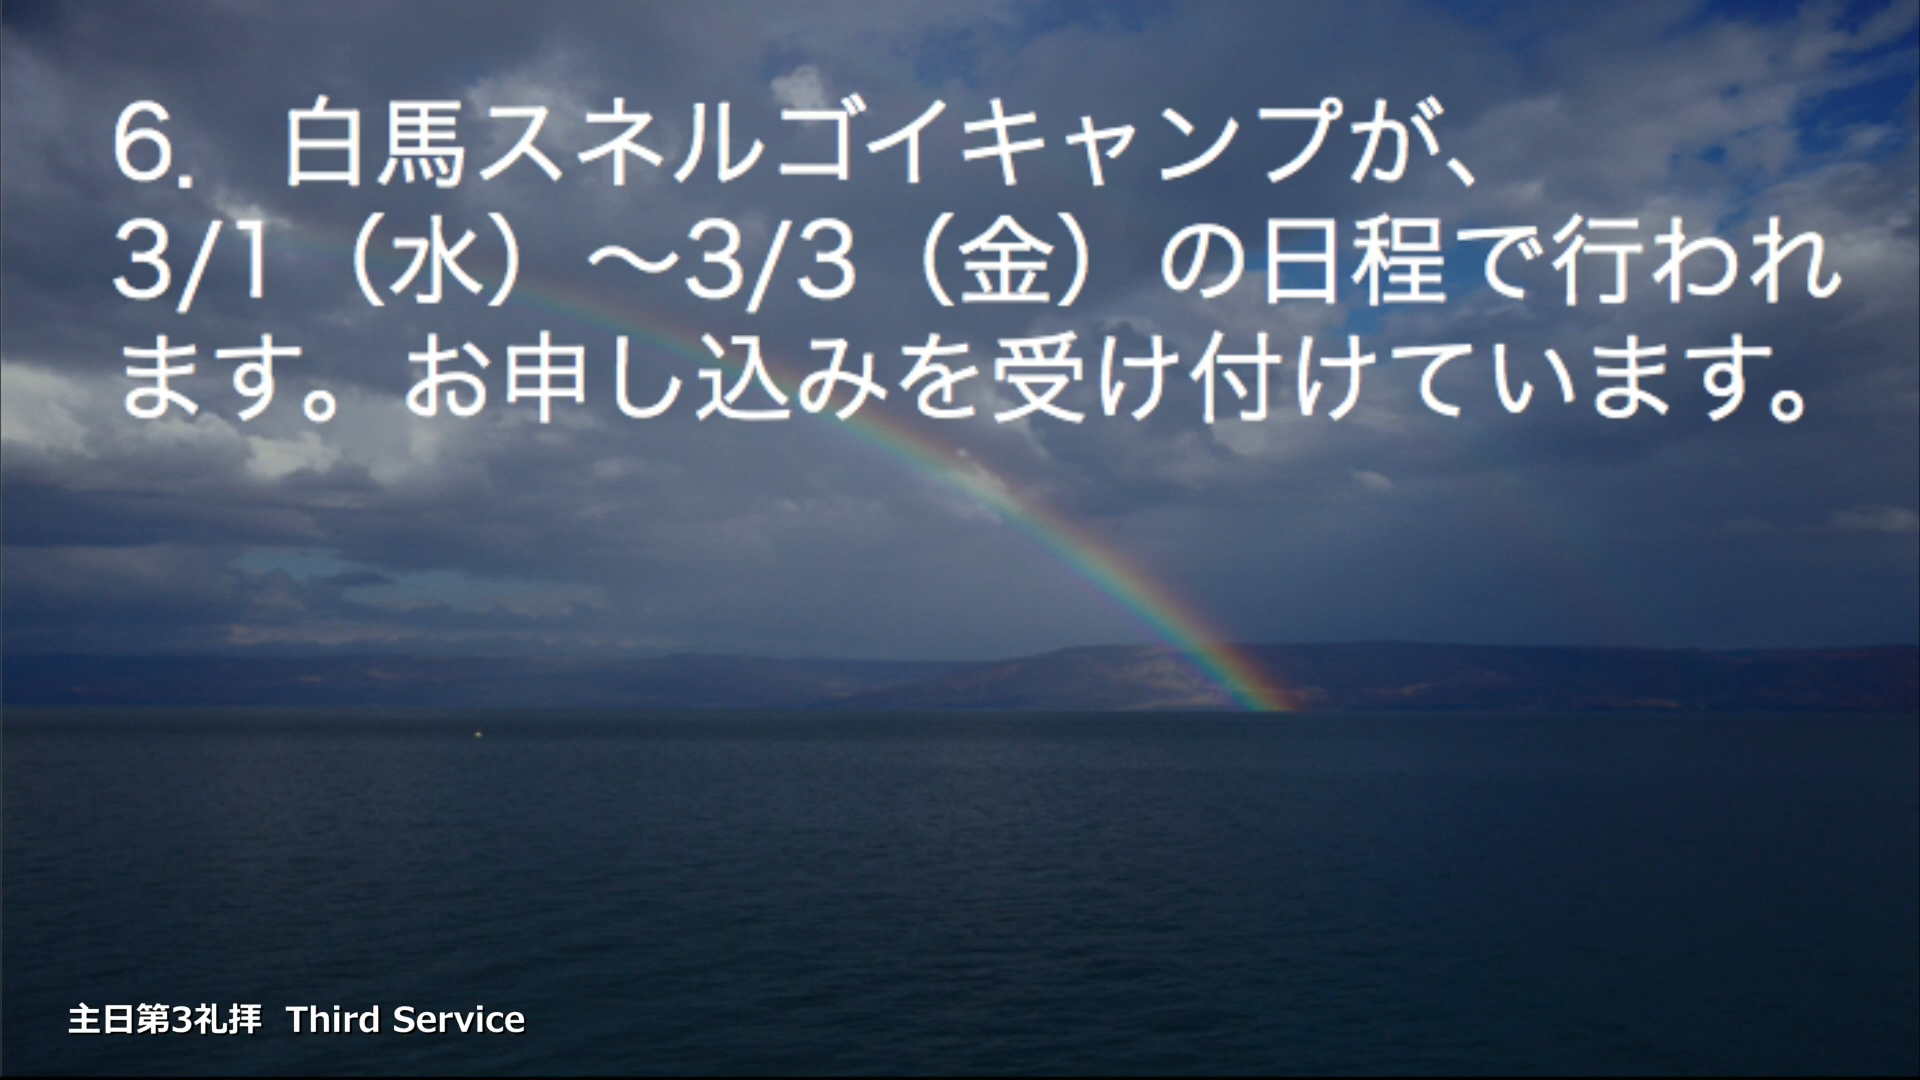 6.　白馬スネルゴイキャンプが、
3/1（水）～3/3（金）の日程で行われ
ます。お申し込みを受け付けています。
主日第3礼拝 Third Service